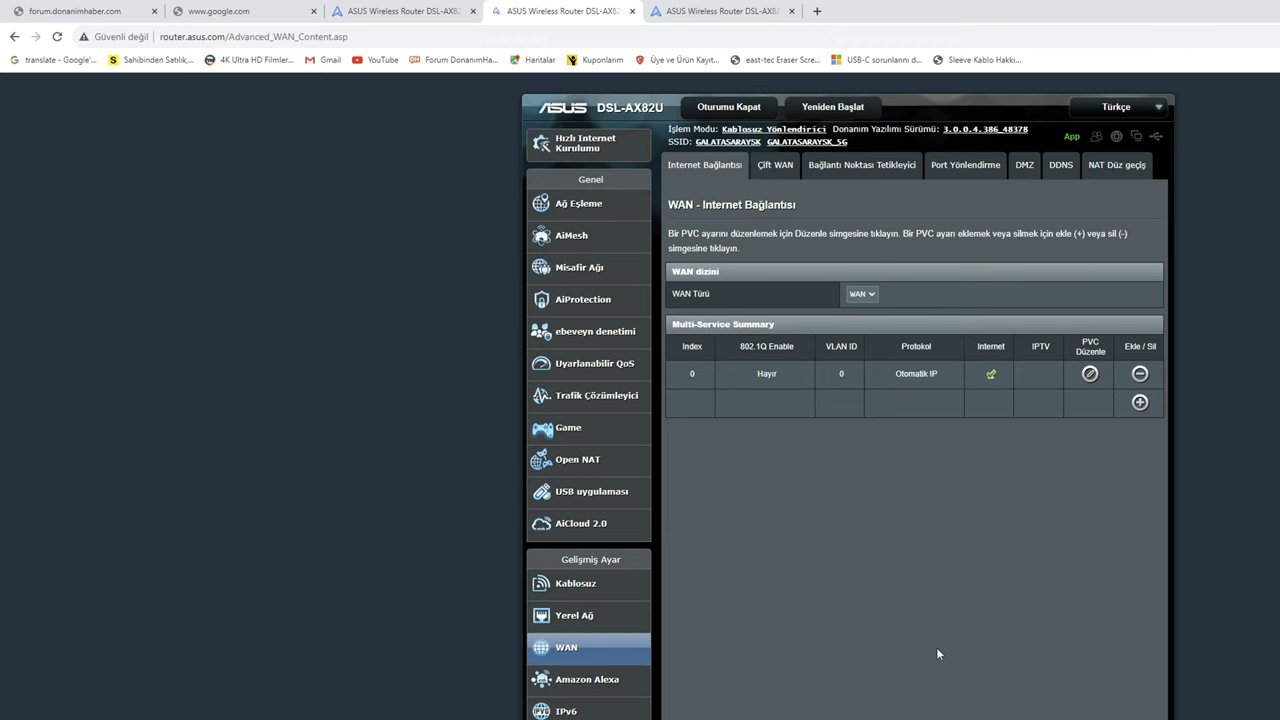 forum.donanimhaber.com
www.google.com
ASUS Wireless Router DSL-AX82
ASUS Wireless Router DSL-AX82
ASUS Wireless Router DSL-AX82
Güvenli değil
router.asus.com/Advanced_WAN_Content.asp
translate - Google'...
Sahibinden Satılık,...
4K Ultra HD Filmler...
Gmail
YouTube
Forum DonanımHa...
Haritalar
Kuponlarım
Üye ve Ürün Kayıt...
east-tec Eraser Scre...
USB-C sorunlarını d...
Sleeve Kablo Hakkı...
ASUS DSL-AX82U
Oturumu Kapat
Yeniden Başlat
Türkçe
Hızlı Internet
Kurulumu
İşlem Modu: Kablosuz Yönlendirici Donanım Yazılımı Sürümü: 3.0.0.4.386_48378
SSID: GALATASARAYSK GALATASARAYSK_5G
App
Internet Bağlantısı
Çift WAN
Bağlantı Noktası Tetikleyici
Port Yönlendirme
DMZ
DDNS
NAT Düz geçiş
Genel
Ağ Eşleme
AiMesh
Misafir Ağı
AiProtection
ebeveyn denetimi
Uyarlanabilir QoS
Trafik Çözümleyici
Game
Open NAT
USB uygulaması
AiCloud 2.0
Gelişmiş Ayar
Kablosuz
Yerel Ağ
WAN
Amazon Alexa
IPv6
WAN - Internet Bağlantısı
Bir PVC ayarını düzenlemek için Düzenle simgesine tıklayın. Bir PVC ayarı eklemek veya silmek için ekle (+) veya sil (-)
simgesine tıklayın.
WAN dizini
WAN Türü
WAN
Multi-Service Summary
Index
802.1Q Enable
VLAN ID
Protokol
Internet
IPTV
PVC
Düzenle
Ekle / Sil
0
Hayır
0
Otomatik IP